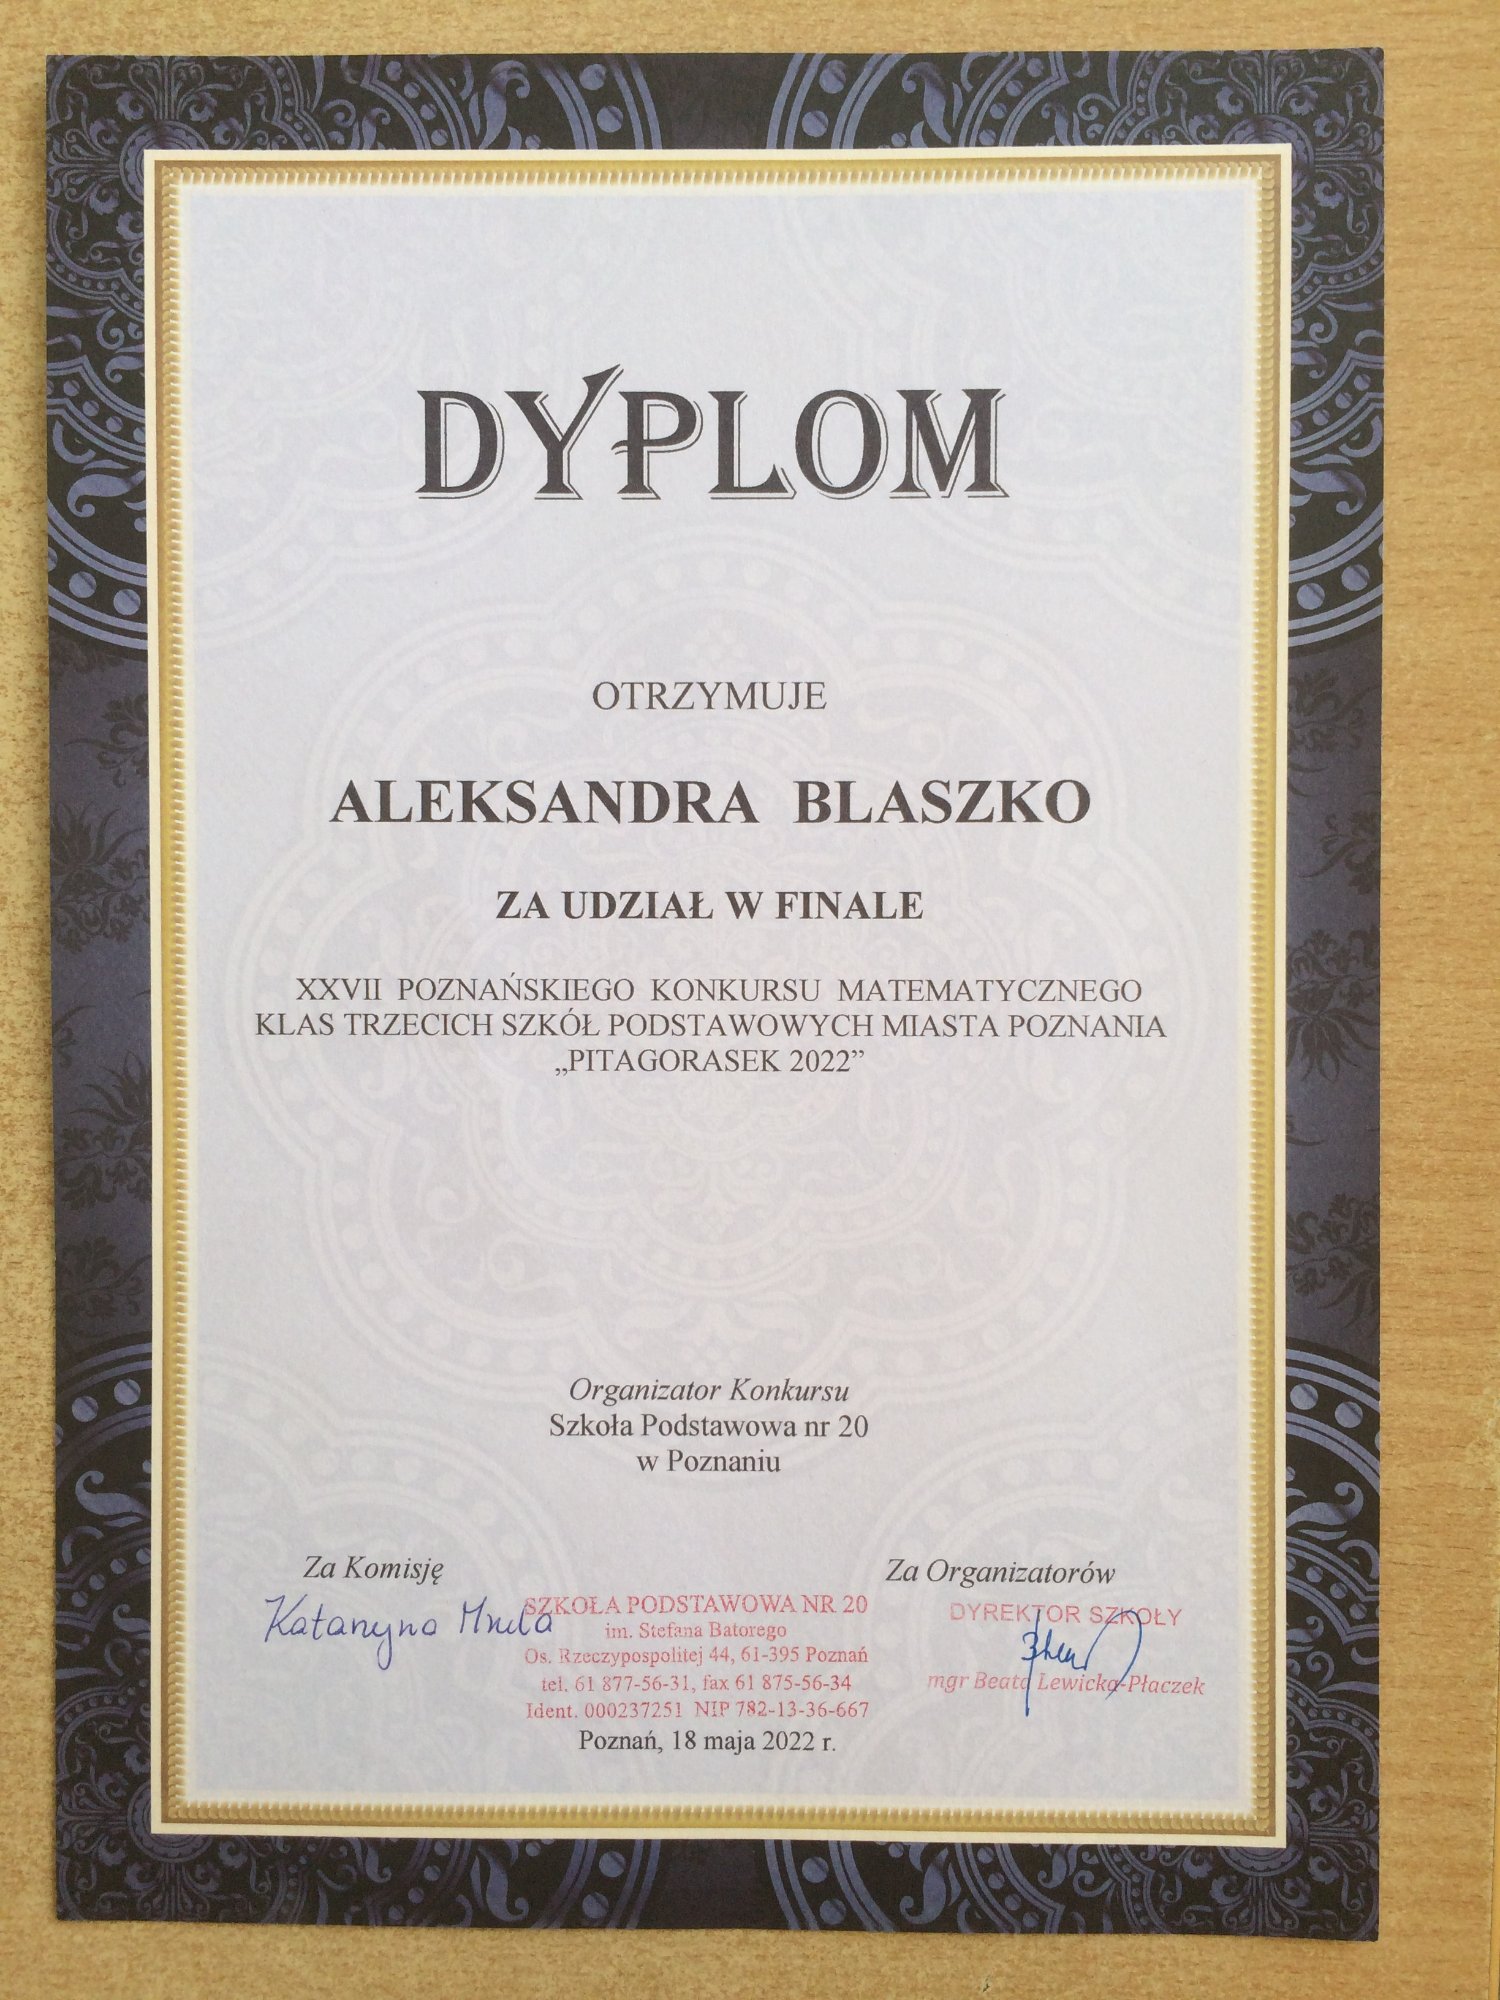 DYPLOM
OTRZYMUJE
ALEKSANDRA BLASZKO
ZA UDZIAŁ W FINALE
XXVII POZNAŃSKIEGO KONKURSU MATEMATYCZNEGO
KLAS TRZECICH SZKÓŁ PODSTAWOWYCH MIASTA POZNANIA
„PITAGORASEK 2022”
Organizator Konkursu
Szkoła Podstawowa nr 20
w Poznaniu
Za Komisję
Katarzyna
SZKOŁA PODSTAWOWA NR 20
im. Stefana Batorego
Os. Rzeczypospolitej 44, 61-395 Poznań
tel. 61 877-56-31, fax 61 875-56-34
Ident. 000237251 NIP 782-13-36-667
Za Organizatorów
DYREKTOR SZKOŁY
mgr Beata Lewicka-Płaczek
Poznań, 18 maja 2022 r.